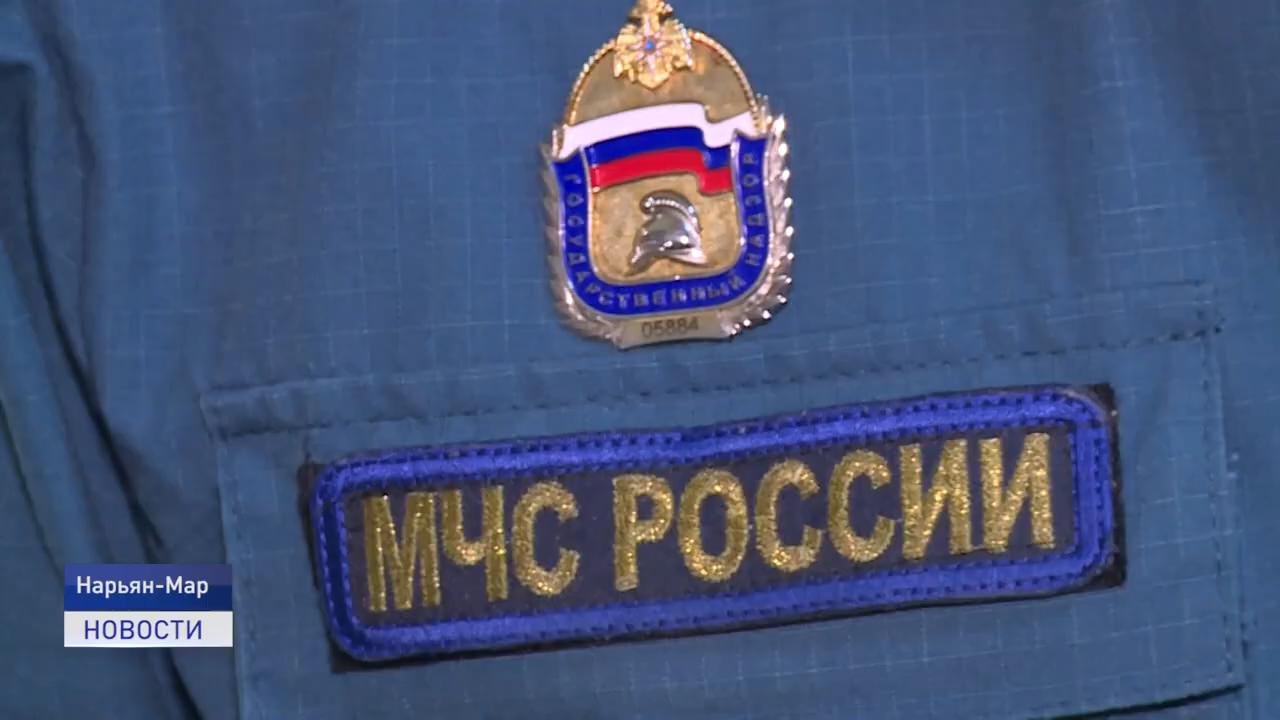 ГОСУДАРСТВЕННЫЙ НАДЗОР
05884
МЧС РОССИИ
Нарьян-Мар
НОВОСТИ